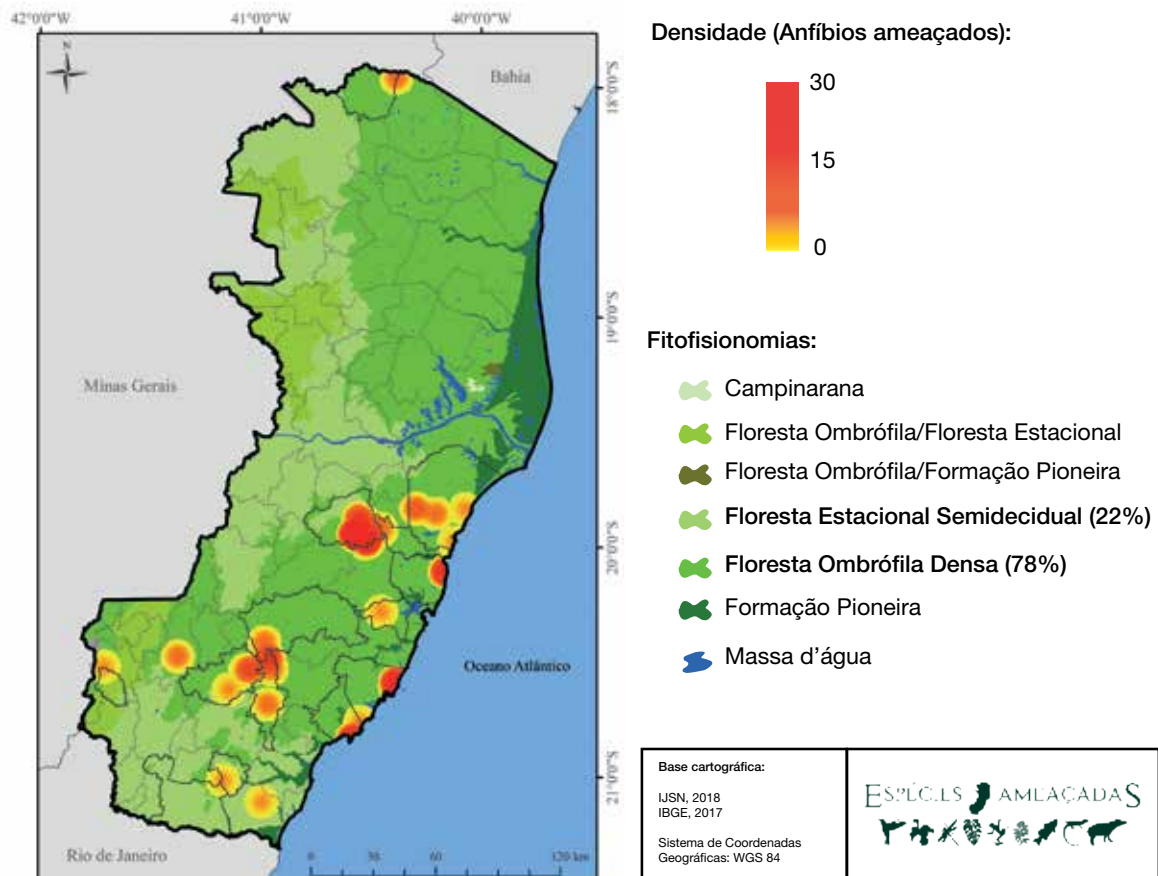 42°0'0"W 41°0'0"W 40°0'0"W
N
Bahia
18°0'0"S
19°0'0"S
Minas Gerais
20°0'0"S
Oceano Atlântico
21°0'0"S
Rio de Janeiro
0 30 60 120 km
Densidade (Anfíbios ameaçados):
30
15
0
Fitofisionomias:
Campinarana
Floresta Ombrófila/Floresta Estacional
Floresta Ombrófila/Formação Pioneira
Floresta Estacional Semidecidual (22%)
Floresta Ombrófila Densa (78%)
Formação Pioneira
Massa d'água
Base cartográfica:
IJSN, 2018
IBGE, 2017
Sistema de Coordenadas
Geográficas: WGS 84
ESPÉCIES AMEAÇADAS